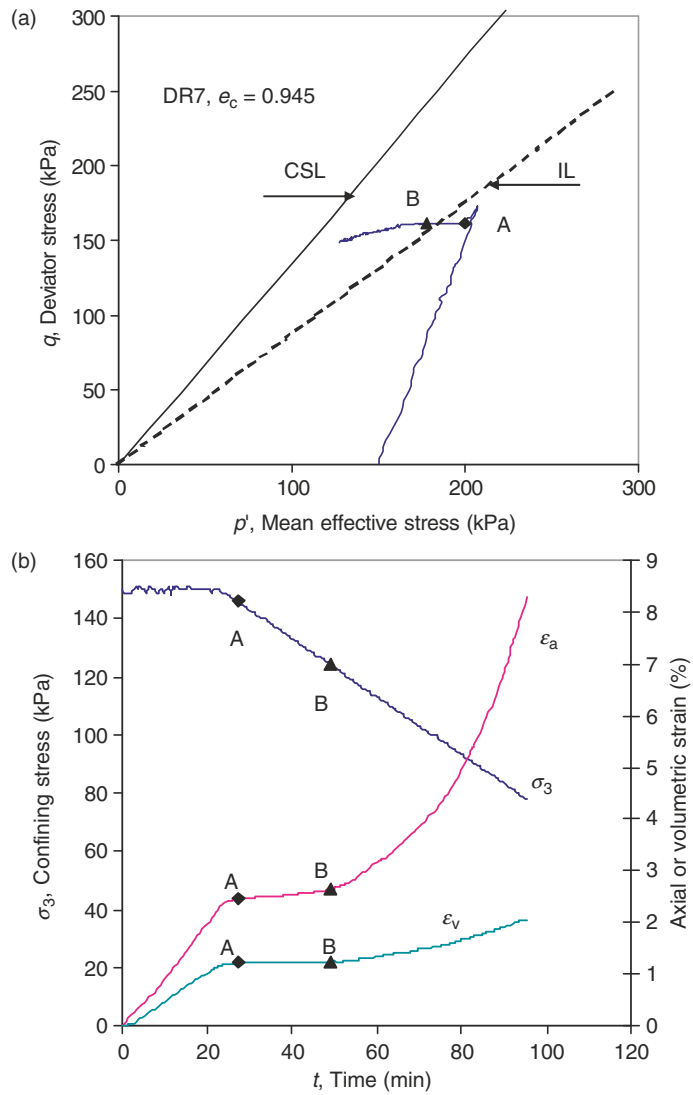 (a)
300
250
200
150
100
50
0
q, Deviator stress (kPa)
DR7, ec = 0.945
CSL
IL
B
A
0
100
200
300
p', Mean effective stress (kPa)
(b)
160
140
120
100
80
60
40
20
0
σ3, Confining stress (kPa)
9
8
7
6
5
4
3
2
1
0
Axial or volumetric strain (%)
A
B
εa
σ3
A
B
εv
A
B
0
20
40
60
80
100
120
t, Time (min)